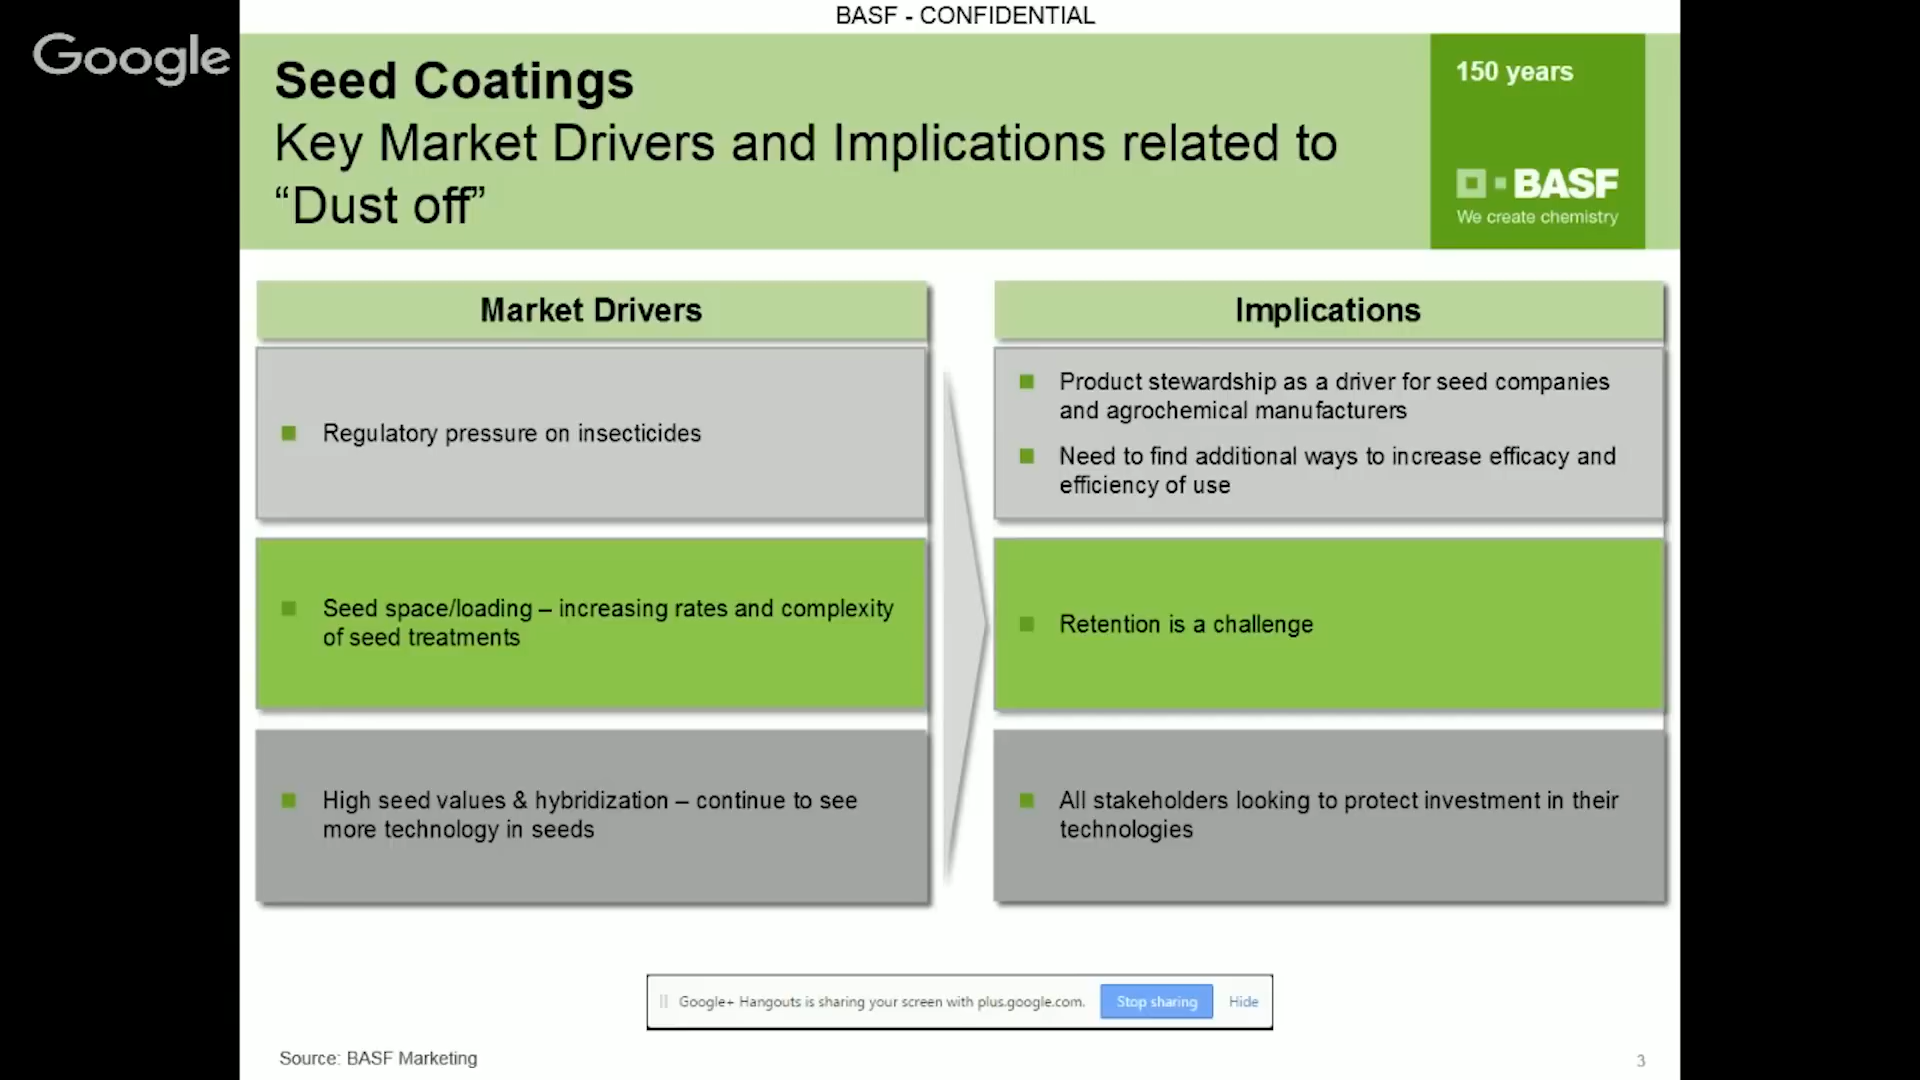 BASF - CONFIDENTIAL
Google
Seed Coatings
Key Market Drivers and Implications related to
“Dust off”
150 years
BASF
We create chemistry
Market Drivers
Regulatory pressure on insecticides
Seed space/loading – increasing rates and complexity
of seed treatments
High seed values & hybridization – continue to see
more technology in seeds
Implications
Product stewardship as a driver for seed companies
and agrochemical manufacturers
Need to find additional ways to increase efficacy and
efficiency of use
Retention is a challenge
All stakeholders looking to protect investment in their
technologies
Google+ Hangouts is sharing your screen with plus.google.com. Stop sharing Hide
Source: BASF Marketing
3